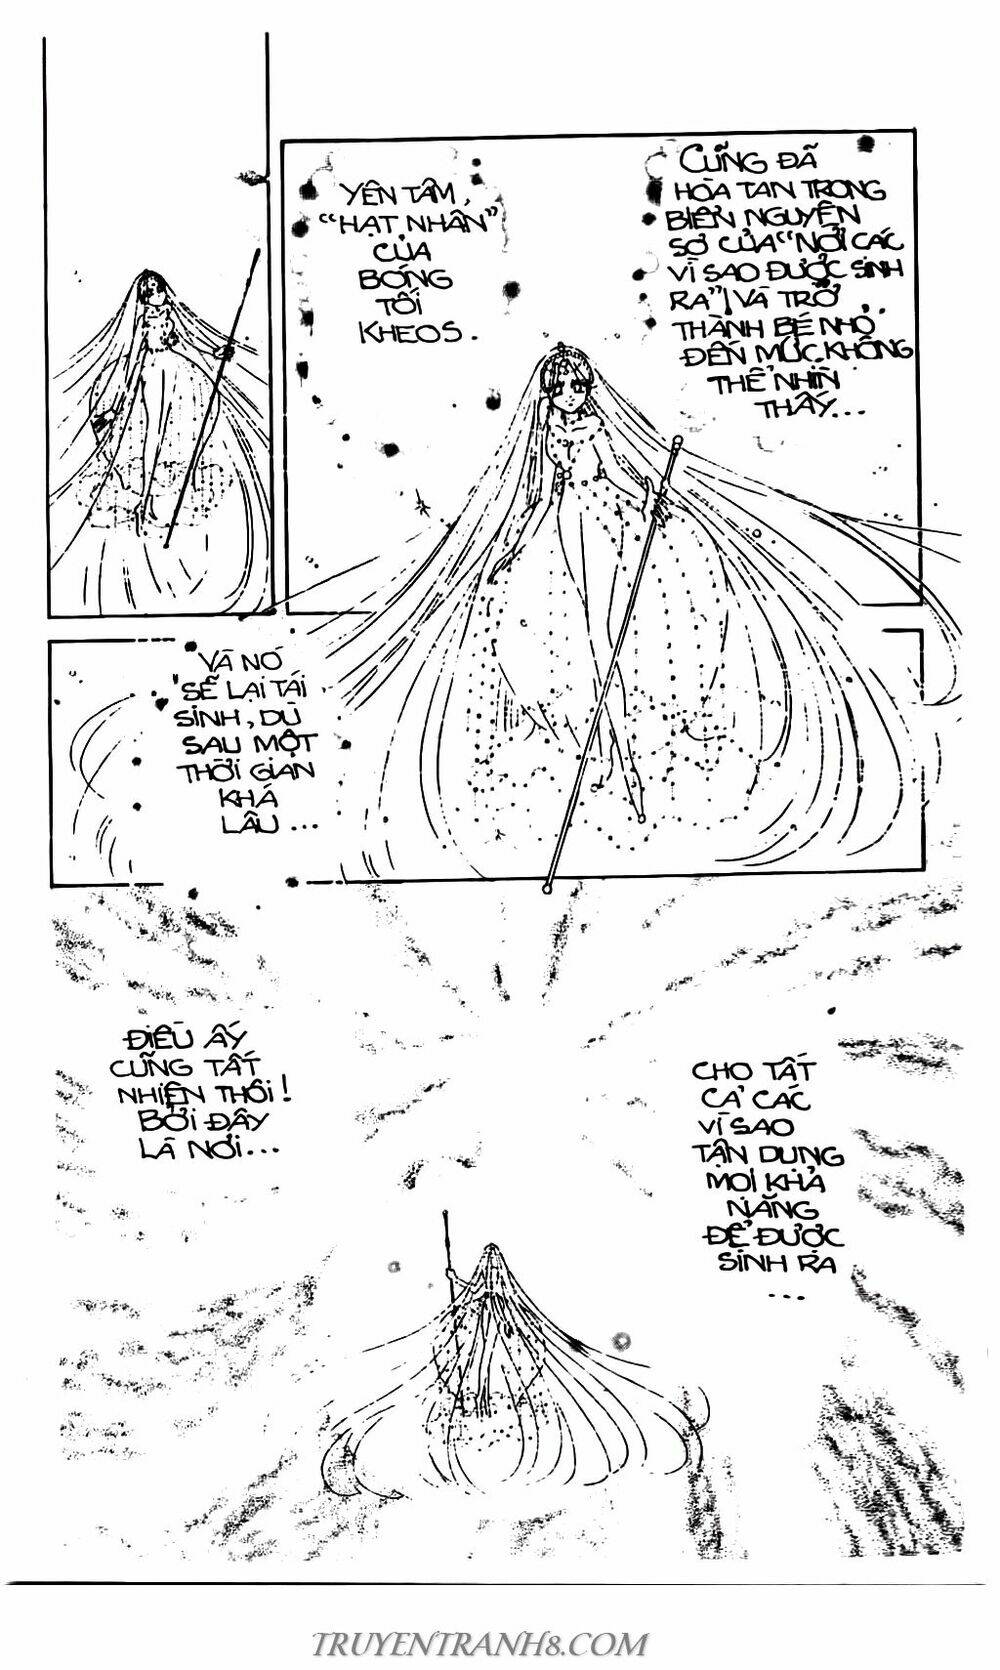 CŨNG ĐÃ
HÒA TAN TRONG
BIỂN NGUYÊN
SƠ CỦA "NƠI CÁC
VÌ SAO ĐƯỢC SINH
RA" VÀ TRỞ
THÀNH BÉ NHỎ
ĐẾN MỨC KHÔNG
THỂ NHÌN
THẤY...
YÊN TÂM,
"HẠT NHÂN"
CỦA
BÓNG
TỐI
KHEOS.
VÀ NÓ
SẼ LẠI TÁI
SINH, DÙ
SAU MỘT
THỜI GIAN
KHÁ
LÂU...
ĐIỀU ẤY
CŨNG TẤT
NHIÊN THÔI!
BỞI ĐÂY
LÀ NƠI...
CHO TẤT
CẢ CÁC
VÌ SAO
TẬN DỤNG
MỌI KHẢ
NĂNG
ĐỂ ĐƯỢC
SINH RA
...
TRUYENTRANH8.COM